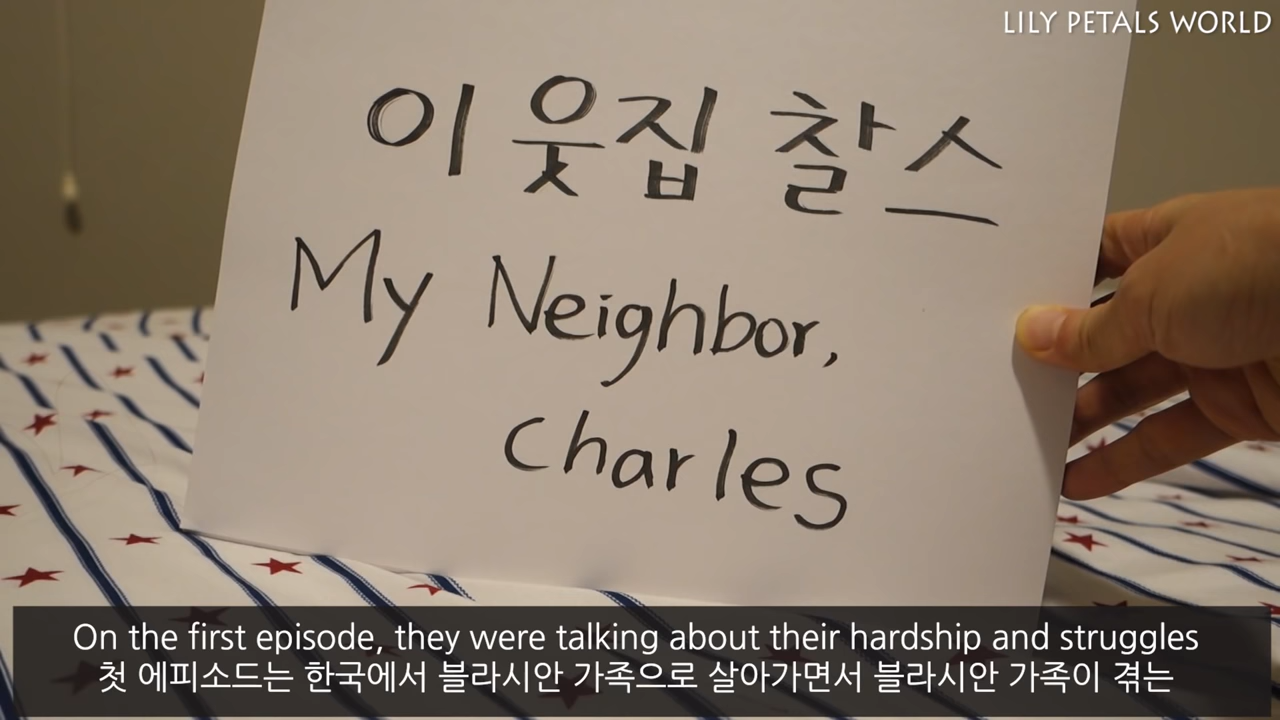 LILY PETALS WORLD
이웃집 찰스
My Neighbor,
Charles
On the first episode, they were talking about their hardship and struggles
첫 에피소드는 한국에서 블라시안 가족으로 살아가면서 블라시안 가족이 겪는